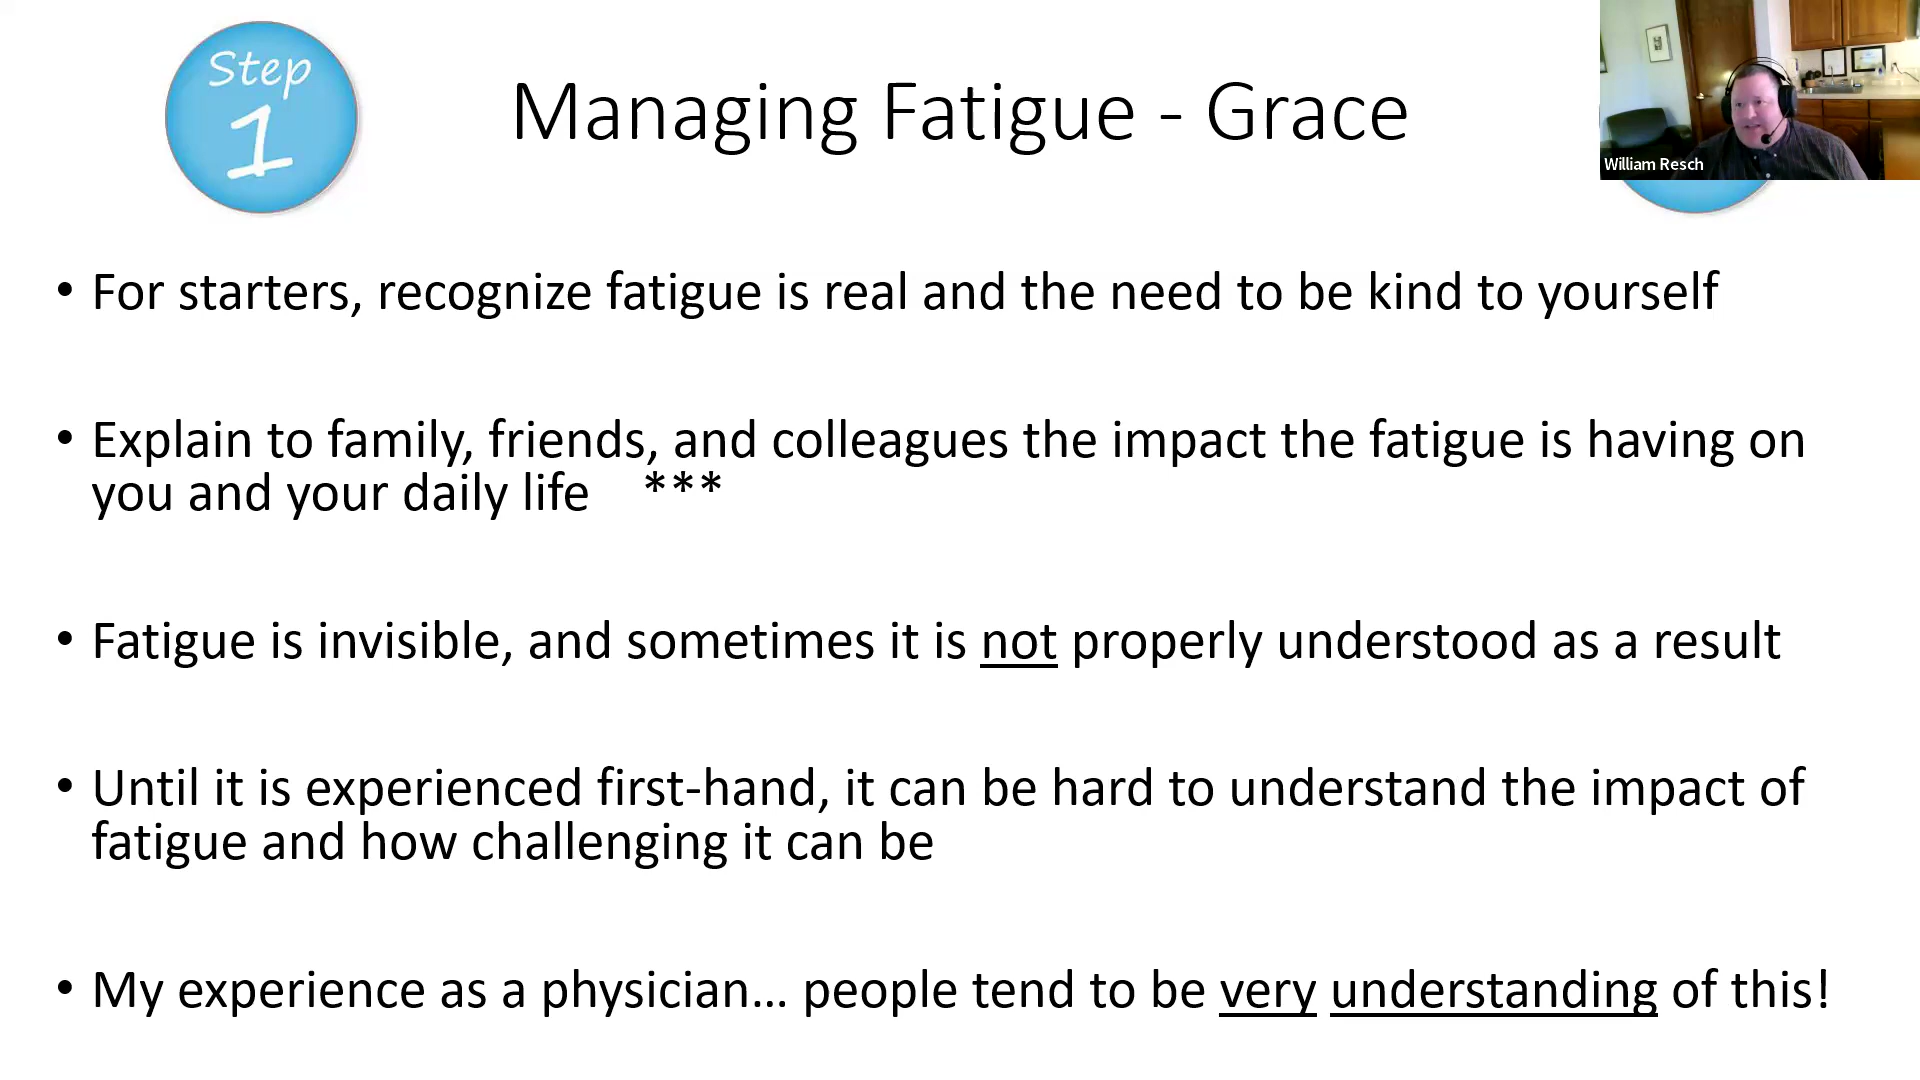 Step
1
Managing Fatigue - Grace
William Resch
• For starters, recognize fatigue is real and the need to be kind to yourself
• Explain to family, friends, and colleagues the impact the fatigue is having on
you and your daily life ***
• Fatigue is invisible, and sometimes it is not properly understood as a result
• Until it is experienced first-hand, it can be hard to understand the impact of
fatigue and how challenging it can be
• My experience as a physician... people tend to be very understanding of this!